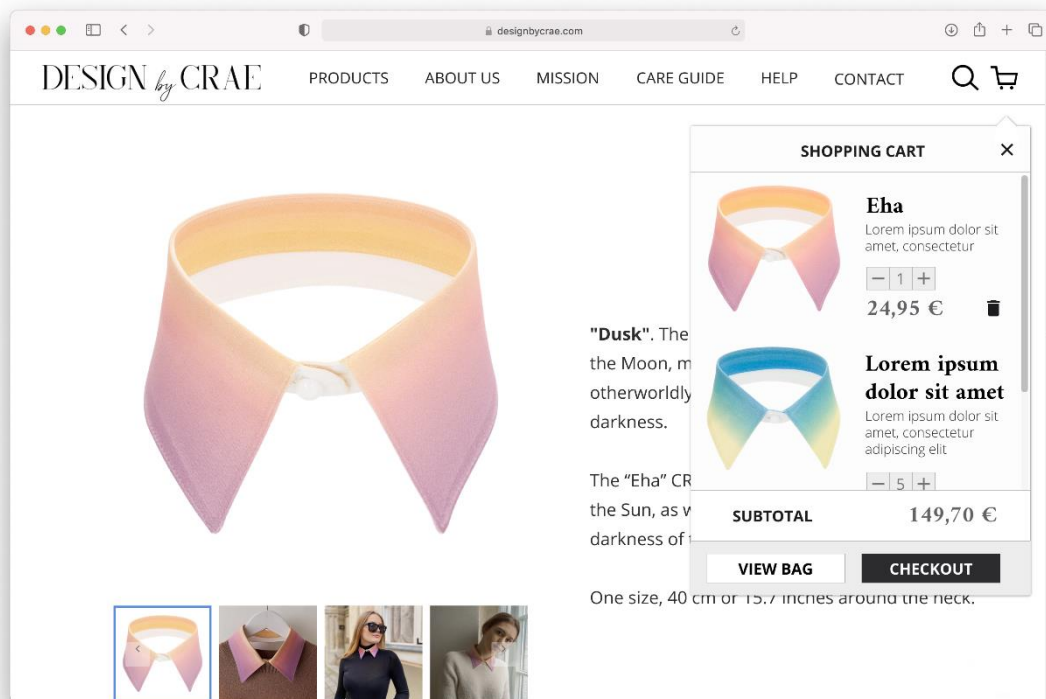 designbycrae.com
DESIGN by CRAE
PRODUCTS
ABOUT US
MISSION
CARE GUIDE
HELP
CONTACT
SHOPPING CART
Eha
Lorem ipsum dolor sit
amet, consectetur
− 1 +
24,95 €
Lorem ipsum
dolor sit amet
Lorem ipsum dolor sit
amet, consectetur
adipiscing elit
− 5 +
SUBTOTAL 149,70 €
VIEW BAG CHECKOUT
"Dusk". The
the Moon, m
otherworldly
darkness.
The “Eha” CR
the Sun, as
darkness of
One size, 40 cm or 15.7 inches around the neck.